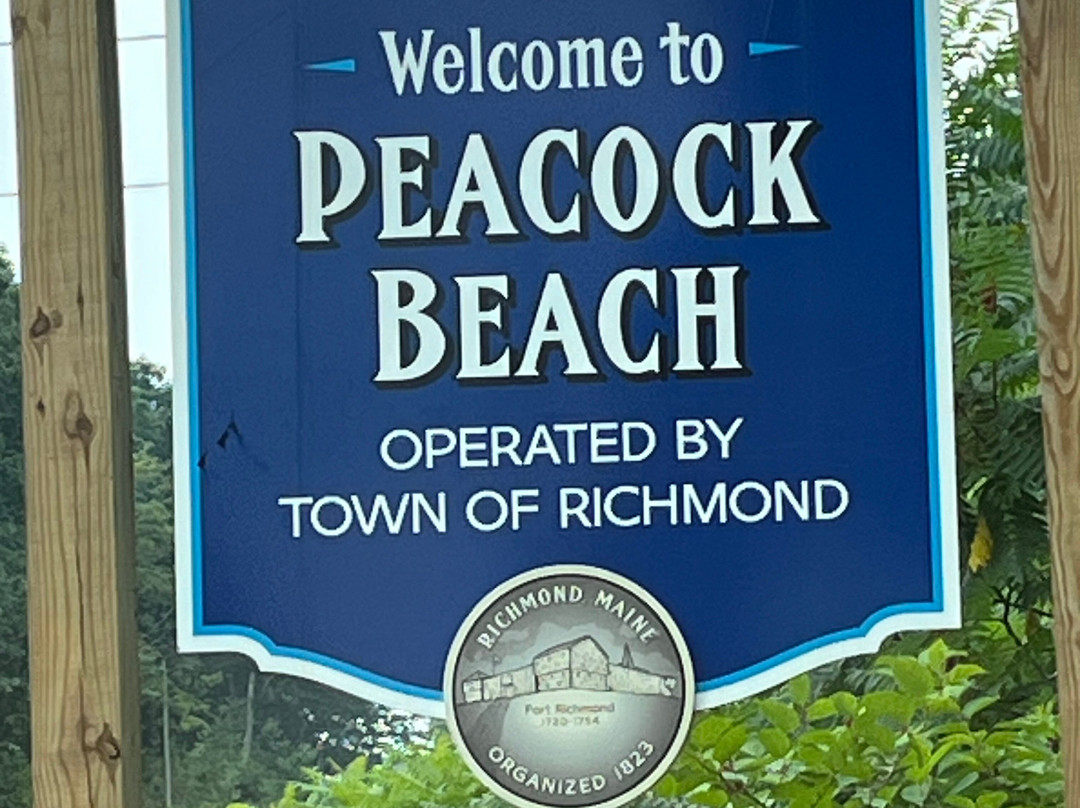 Welcome to
PEACOCK
BEACH
OPERATED BY
TOWN OF RICHMOND
RICHMOND MAINE
Fort Richmond
1720-1754
ORGANIZED 1823